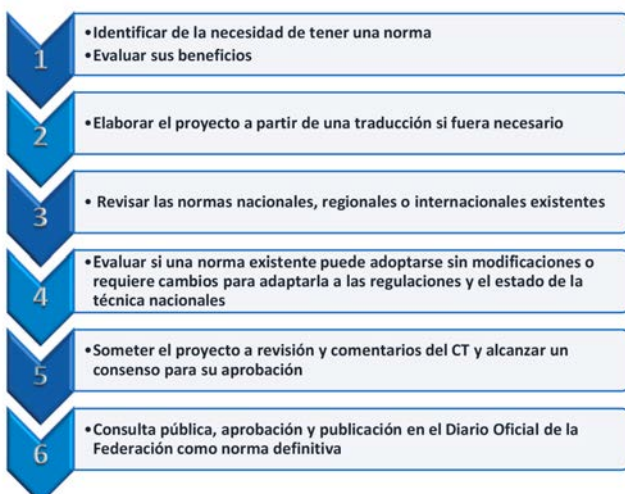 1
•Identificar de la necesidad de tener una norma
•Evaluar sus beneficios
2
•Elaborar el proyecto a partir de una traducción si fuera necesario
3
• Revisar las normas nacionales, regionales o internacionales existentes
4
•Evaluar si una norma existente puede adoptarse sin modificaciones o
requiere cambios para adaptarla a las regulaciones y el estado de la
técnica nacionales
5
•Someter el proyecto a revisión y comentarios del CT y alcanzar un
consenso para su aprobación
6
•Consulta pública, aprobación y publicación en el Diario Oficial de la
Federación como norma definitiva